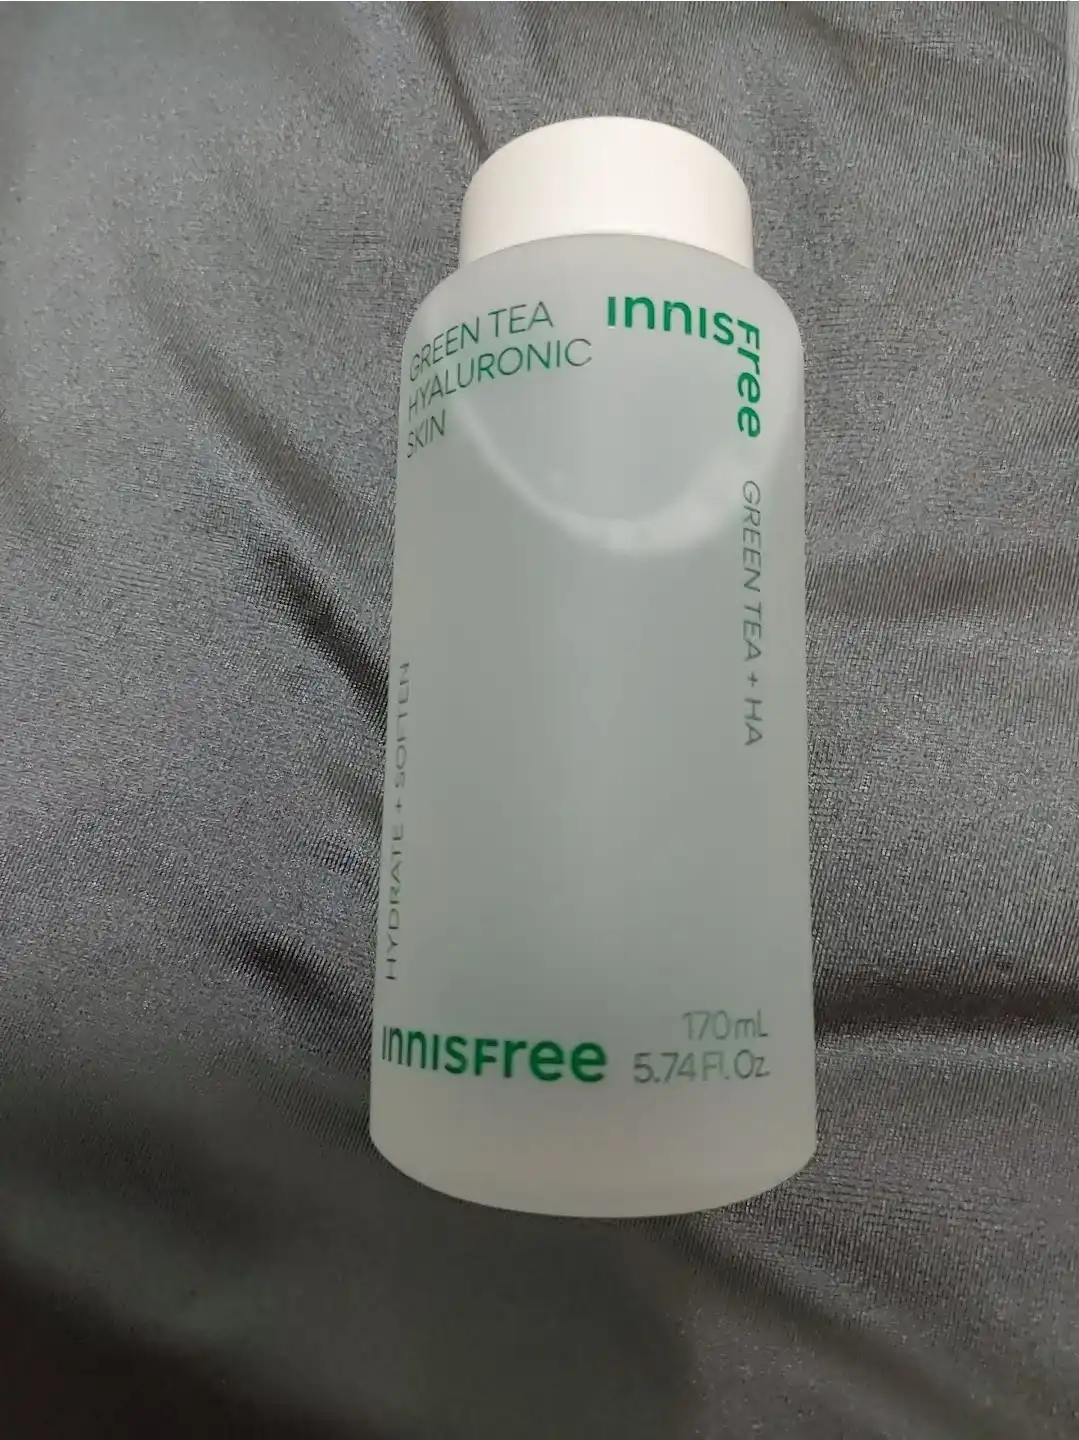 GREEN TEA
HYALURONIC
SKIN
INNISFree
GREEN TEA + HA
HYDRATE + SOFTEN
INNISFree
170mL
5.74Fl.Oz.